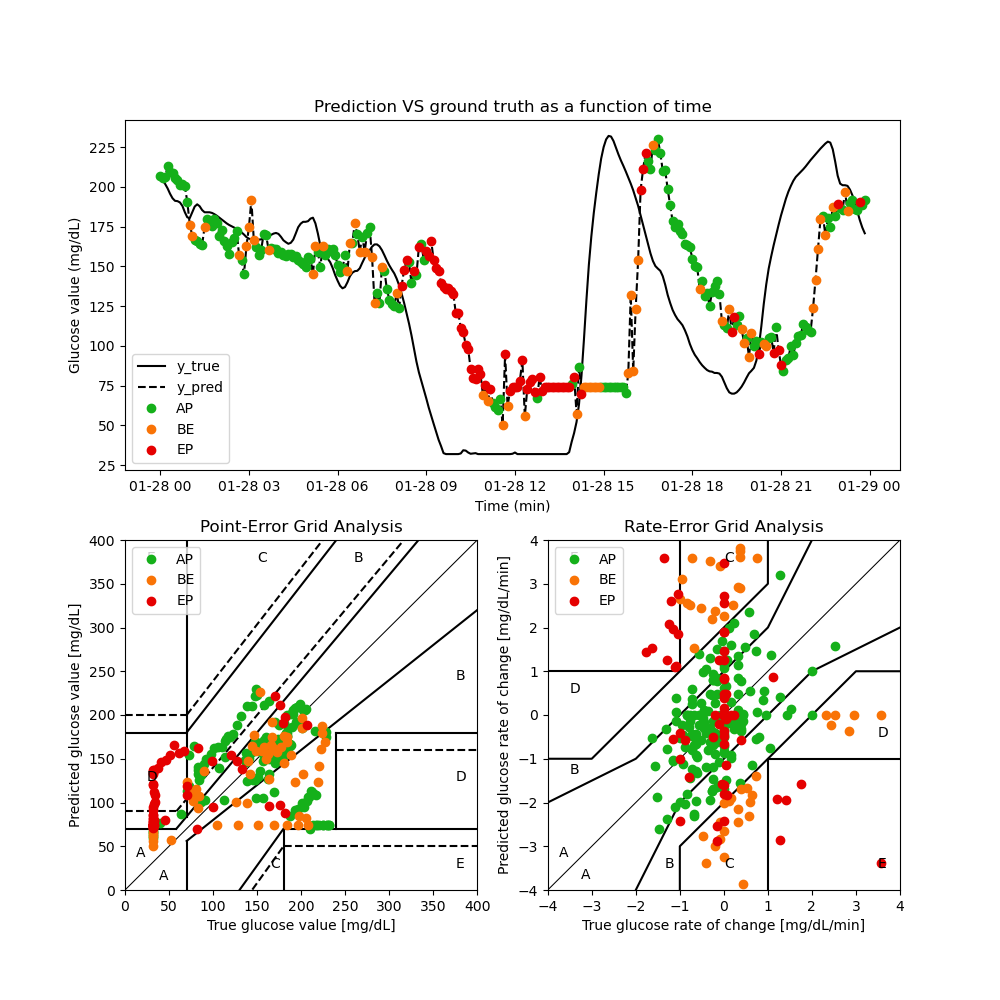 Prediction VS ground truth as a function of time
Glucose value (mg/dL)
225
200
175
150
125
100
75
50
25
y_true
y_pred
AP
BE
EP
01-28 00 01-28 03 01-28 06 01-28 09 01-28 12 01-28 15 01-28 18 01-28 21 01-29 00
Time (min)
Point-Error Grid Analysis
Predicted glucose value [mg/dL]
400
350
300
250
200
150
100
50
0
AP
BE
EP
C
B
B
D
D
A
A
C
E
0 50 100 150 200 250 300 350 400
True glucose value [mg/dL]
Rate-Error Grid Analysis
Predicted glucose rate of change [mg/dL/min]
4
3
2
1
0
−1
−2
−3
−4
AP
BE
EP
C
D
D
B
A
A
B
C
E
−4 −3 −2 −1 0 1 2 3 4
True glucose rate of change [mg/dL/min]